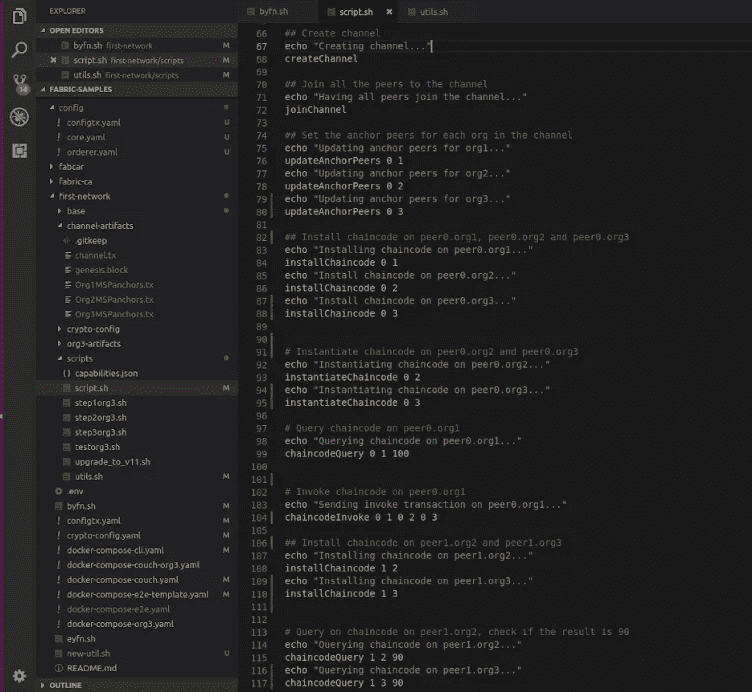 EXPLORER
OPEN EDITORS
byfn.sh first-network M
script.sh first-network/scripts M
utils.sh first-network/scripts M
14
FABRIC-SAMPLES
config
configtx.yaml U
core.yaml U
orderer.yaml U
fabcar
fabric-ca
first-network
base
channel-artifacts
.gitkeep
channel.tx
genesis.block
Org1MSPanchors.tx
Org2MSPanchors.tx
Org3MSPanchors.tx
crypto-config
org3-artifacts
scripts
{ } capabilities.json
script.sh M
step1org3.sh
step2org3.sh
step3org3.sh
testorg3.sh
upgrade_to_v11.sh
utils.sh M
.env
byfn.sh M
configtx.yaml M
crypto-config.yaml M
docker-compose-cli.yaml M
docker-compose-couch-org3.yaml
docker-compose-couch.yaml M
docker-compose-e2e-template.yaml M
docker-compose-e2e.yaml
docker-compose-org3.yaml
eyfn.sh
new-util.sh U
README.md
OUTLINE
byfn.sh script.sh utils.sh
66 ## Create channel
67 echo "Creating channel..."
68 createChannel
69
70 ## Join all the peers to the channel
71 echo "Having all peers join the channel..."
72 joinChannel
73
74 ## Set the anchor peers for each org in the channel
75 echo "Updating anchor peers for org1..."
76 updateAnchorPeers 0 1
77 echo "Updating anchor peers for org2..."
78 updateAnchorPeers 0 2
79 echo "Updating anchor peers for org3..."
80 updateAnchorPeers 0 3
81
82 ## Install chaincode on peer0.org1, peer0.org2 and peer0.org3
83 echo "Installing chaincode on peer0.org1..."
84 installChaincode 0 1
85 echo "Install chaincode on peer0.org2..."
86 installChaincode 0 2
87 echo "Install chaincode on peer0.org3..."
88 installChaincode 0 3
89
90
91 # Instantiate chaincode on peer0.org2 and peer0.org3
92 echo "Instantiating chaincode on peer0.org2..."
93 instantiateChaincode 0 2
94 echo "Instantiating chaincode on peer0.org3..."
95 instantiateChaincode 0 3
96
97 # Query chaincode on peer0.org1
98 echo "Querying chaincode on peer0.org1..."
99 chaincodeQuery 0 1 100
100
101
102 # Invoke chaincode on peer0.org1
103 echo "Sending invoke transaction on peer0.org1..."
104 chaincodeInvoke 0 1 0 2 0 3
105
106 ## Install chaincode on peer1.org2 and peer1.org3
107 echo "Installing chaincode on peer1.org2..."
108 installChaincode 1 2
109 echo "Installing chaincode on peer1.org3..."
110 installChaincode 1 3
111
112
113 # Query on chaincode on peer1.org2, check if the result is 90
114 echo "Querying chaincode on peer1.org2..."
115 chaincodeQuery 1 2 90
116 echo "Querying chaincode on peer1.org3..."
117 chaincodeQuery 1 3 90